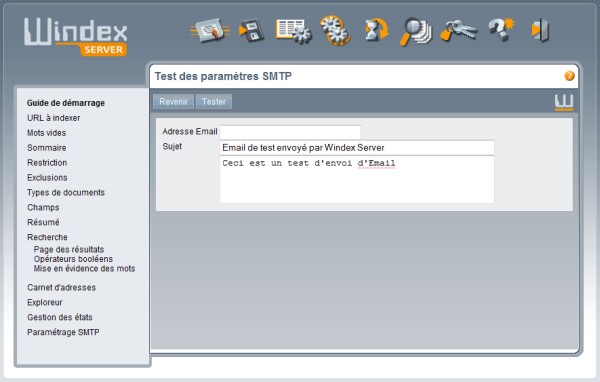 Windex
SERVER
Test des paramètres SMTP
?
Revenir
Tester
Guide de démarrage
URL à indexer
Mots vides
Sommaire
Restriction
Exclusions
Types de documents
Champs
Résumé
Recherche
Page des résultats
Opérateurs booléens
Mise en évidence des mots
Carnet d'adresses
Exploreur
Gestion des états
Paramétrage SMTP
Adresse Email
Sujet
Email de test envoyé par Windex Server
Ceci est un test d'envoi d'Email